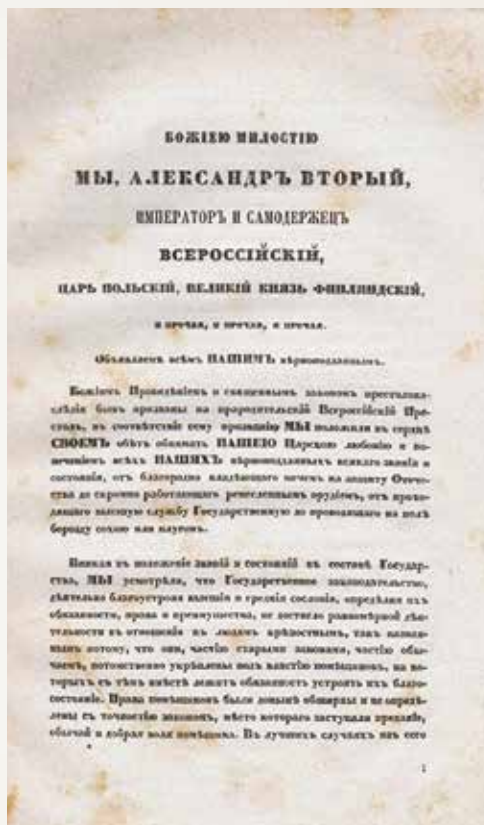 БОЖІЕЮ МИЛОСТІЮ
МЫ, АЛЕКСАНДРЪ ВТОРЫЙ,
ИМПЕРАТОРЪ И САМОДЕРЖЕЦЪ
ВСЕРОССІЙСКІЙ,
ЦАРЬ ПОЛЬСКІЙ, ВЕЛИКІЙ КНЯЗЬ ФИНЛЯНДСКІЙ,
и прочая, и прочая, и прочая.
Объявляемъ всѣмъ НАШИМЪ вѣрноподданнымъ.
Божіимъ Провидѣніемъ и священнымъ закономъ престолона-
слѣдія бывъ призваны на прародительскій Всероссійскій Пре-
столъ, въ соотвѣтствіе сему призванію МЫ положили въ сердцѣ
СВОЕМЪ обѣтъ обнимать НАШЕЮ Царскою любовію и по-
печеніемъ всѣхъ НАШИХЪ вѣрноподданныхъ всякаго званія и
состоянія, отъ благородно владѣющаго мечемъ на защиту Отече-
ства до скромно работающаго ремесленнымъ орудіемъ, отъ прохо-
дящаго высшую службу Государственную до проводящаго на полѣ
борозду сохою или плугомъ.
Вникая въ положеніе званій и состояній въ составѣ Государ-
ства, МЫ усмотрѣли, что Государственное законодательство,
дѣятельно благоустрояя высшія и среднія сословія, опредѣляя ихъ
обязанности, права и преимущества, не достигло равномѣрной дѣя-
тельности въ отношеніи къ людямъ крѣпостнымъ, такъ назван-
нымъ потому, что они, частію старыми законами, частію обы-
чаемъ, потомственно укрѣплены подъ властію помѣщиковъ, на ко-
торыхъ съ тѣмъ вмѣстѣ лежитъ обязанность устроять ихъ благо-
состояніе. Права помѣщиковъ были донынѣ обширны и не опредѣ-
лены съ точностію закономъ, мѣсто котораго заступали преданіе,
обычай и добрая воля помѣщика. Въ лучшихъ случаяхъ изъ сего
1